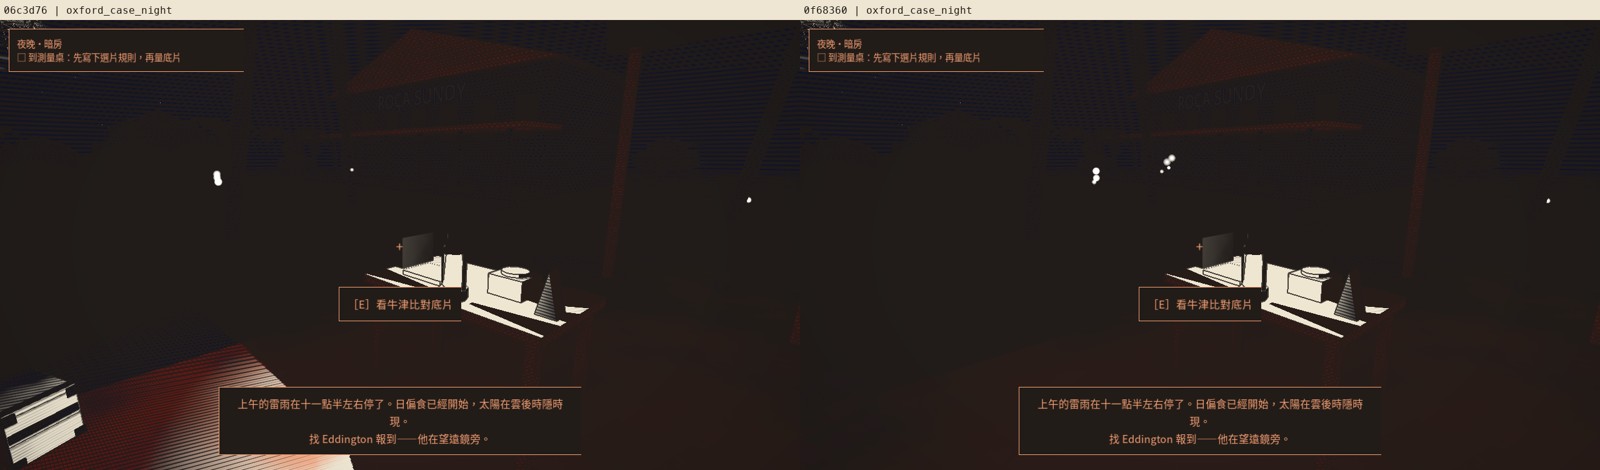 06c3d76 | oxford_case_night
夜晚・暗房
□ 到測量桌：先寫下選片規則，再量底片
ROCA SUNDY
[E] 看牛津比對底片
上午的雷雨在十一點半左右停了。日偏食已經開始，太陽在雲後時隱時
現。
找 Eddington 報到——他在望遠鏡旁。
0f68360 | oxford_case_night
夜晚・暗房
□ 到測量桌：先寫下選片規則，再量底片
ROCA SUNDY
[E] 看牛津比對底片
上午的雷雨在十一點半左右停了。日偏食已經開始，太陽在雲後時隱時
現。
找 Eddington 報到——他在望遠鏡旁。